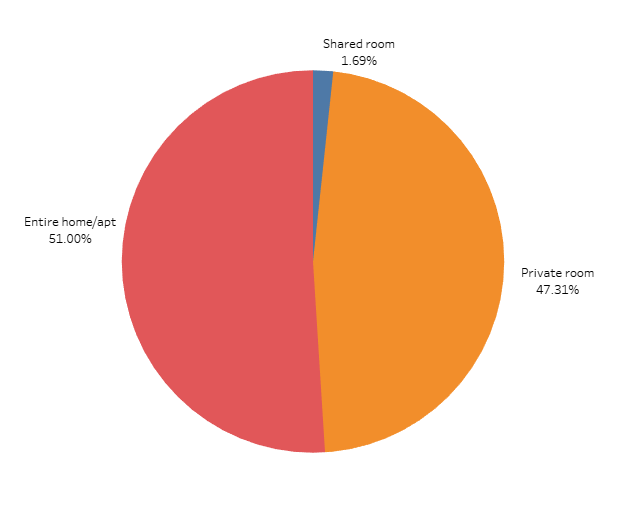 Shared room
1.69%
Entire home/apt
51.00%
Private room
47.31%